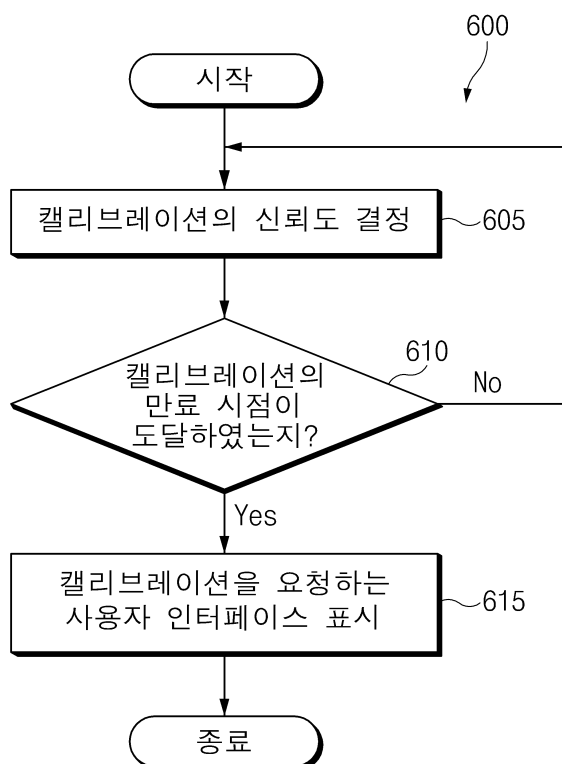 600
시작
캘리브레이션의 신뢰도 결정
605
610
캘리브레이션의
만료 시점이
도달하였는지?
No
Yes
캘리브레이션을 요청하는
사용자 인터페이스 표시
615
종료